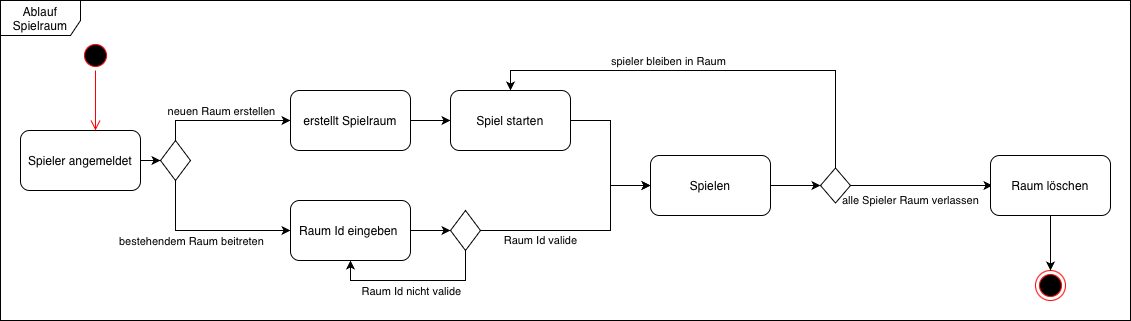 Ablauf
Spielraum
spieler bleiben in Raum
neuen Raum erstellen
erstellt Spielraum
Spiel starten
Spieler angemeldet
Spielen
Raum löschen
alle Spieler Raum verlassen
bestehendem Raum beitreten
Raum Id eingeben
Raum Id valide
Raum Id nicht valide